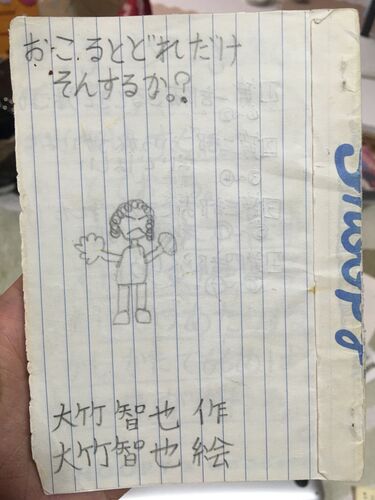 おこるとどれだけ
そんするか。?
大竹智也 作
大竹智也 絵